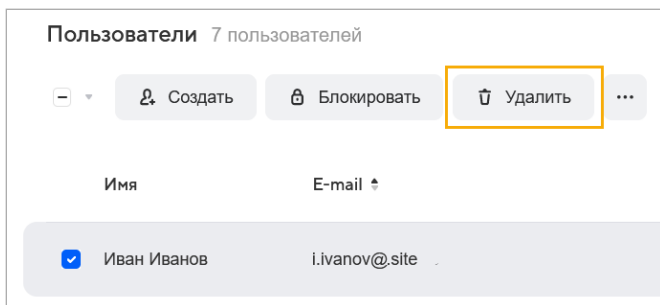 Пользователи 7 пользователей
Создать Блокировать Удалить ...
Имя E-mail
Иван Иванов i.ivanov@.site